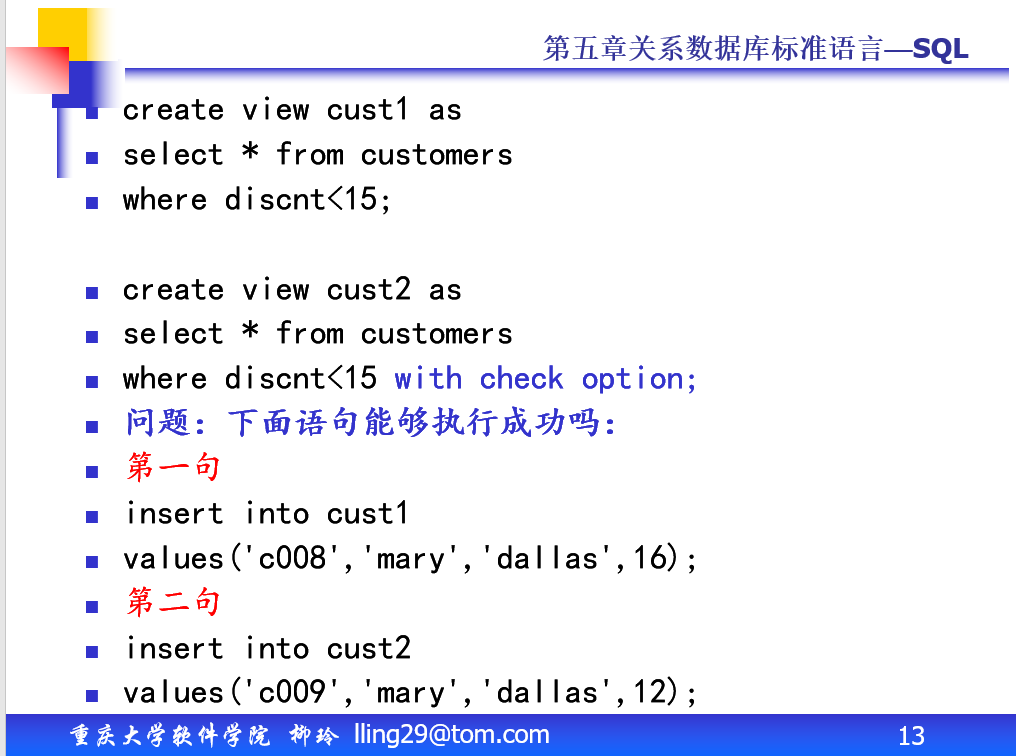 第五章关系数据库标准语言—SQL
create view cust1 as
select * from customers
where discnt<15;
create view cust2 as
select * from customers
where discnt<15 with check option;
问题：下面语句能够执行成功吗：
第一句
insert into cust1
values('c008','mary','dallas',16);
第二句
insert into cust2
values('c009','mary','dallas',12);
重庆大学软件学院 柳玲 lling29@tom.com 13